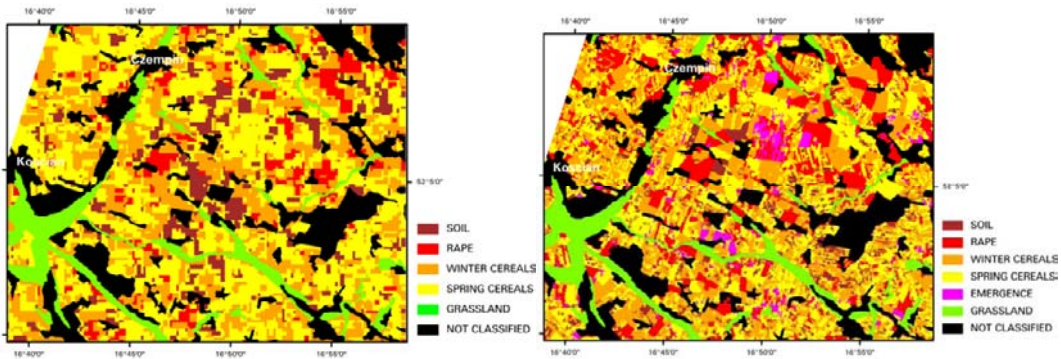 16°40'0" 16°45'0" 16°50'0" 16°55'0"
Czempin
Koscian
52°5'0"
SOIL
RAPE
WINTER CEREALS
SPRING CEREALS
GRASSLAND
NOT CLASSIFIED
16°40'0" 16°45'0" 16°50'0" 16°55'0"
16°40'0" 16°45'0" 16°50'0" 16°55'0"
Czempin
Koscian
52°5'0"
SOIL
RAPE
WINTER CEREALS
SPRING CEREALS
EMERGENCE
GRASSLAND
NOT CLASSIFIED
16°40'0" 16°45'0" 16°50'0" 16°55'0"